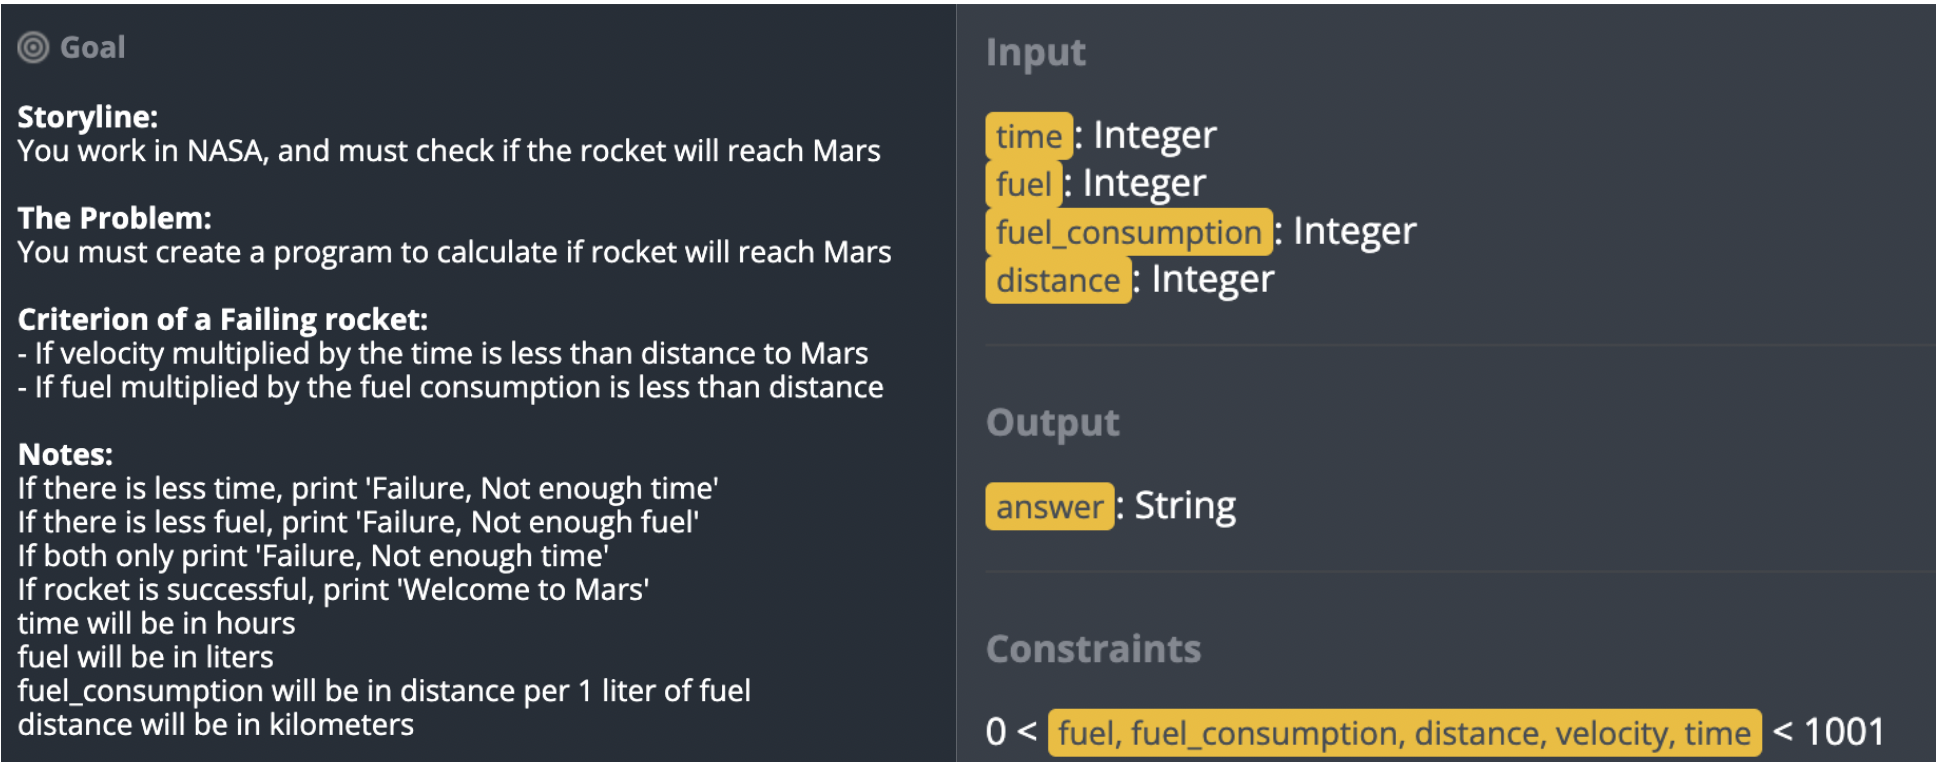 Goal
Storyline:
You work in NASA, and must check if the rocket will reach Mars
The Problem:
You must create a program to calculate if rocket will reach Mars
Criterion of a Failing rocket:
- If velocity multiplied by the time is less than distance to Mars
- If fuel multiplied by the fuel consumption is less than distance
Notes:
If there is less time, print 'Failure, Not enough time'
If there is less fuel, print 'Failure, Not enough fuel'
If both only print 'Failure, Not enough time'
If rocket is successful, print 'Welcome to Mars'
time will be in hours
fuel will be in liters
fuel_consumption will be in distance per 1 liter of fuel
distance will be in kilometers
Input
time: Integer
fuel: Integer
fuel_consumption: Integer
distance: Integer
Output
answer: String
Constraints
0 < fuel, fuel_consumption, distance, velocity, time < 1001